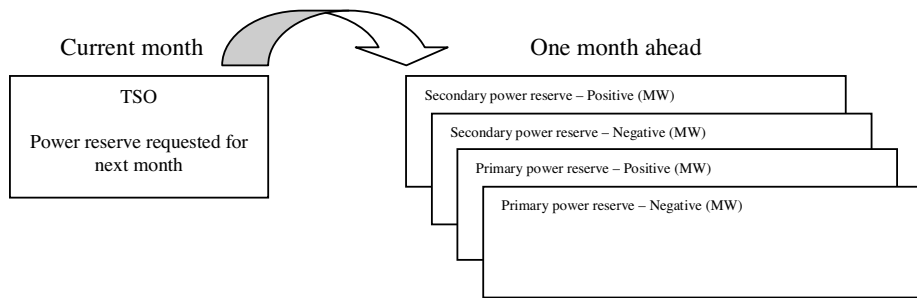 Current month
One month ahead
TSO
Power reserve requested for
next month
Secondary power reserve – Positive (MW)
Secondary power reserve – Negative (MW)
Primary power reserve – Positive (MW)
Primary power reserve – Negative (MW)